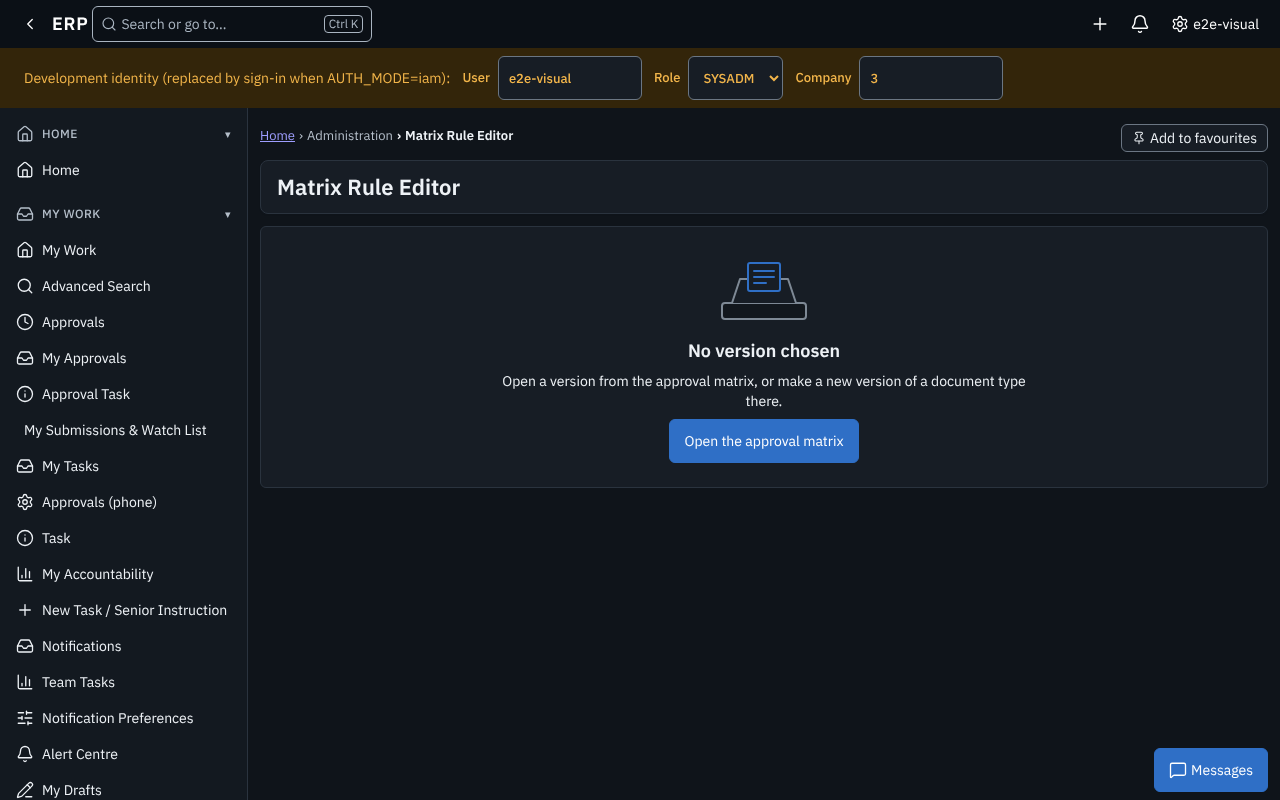 ERP
Search or go to...
Ctrl K
e2e-visual
Development identity (replaced by sign-in when AUTH_MODE=iam):
User
e2e-visual
Role
SYSADM
Company
3
HOME
Home
MY WORK
My Work
Advanced Search
Approvals
My Approvals
Approval Task
My Submissions & Watch List
My Tasks
Approvals (phone)
Task
My Accountability
New Task / Senior Instruction
Notifications
Team Tasks
Notification Preferences
Alert Centre
My Drafts
Home › Administration › Matrix Rule Editor
Add to favourites
Matrix Rule Editor
No version chosen
Open a version from the approval matrix, or make a new version of a document type
there.
Open the approval matrix
Messages